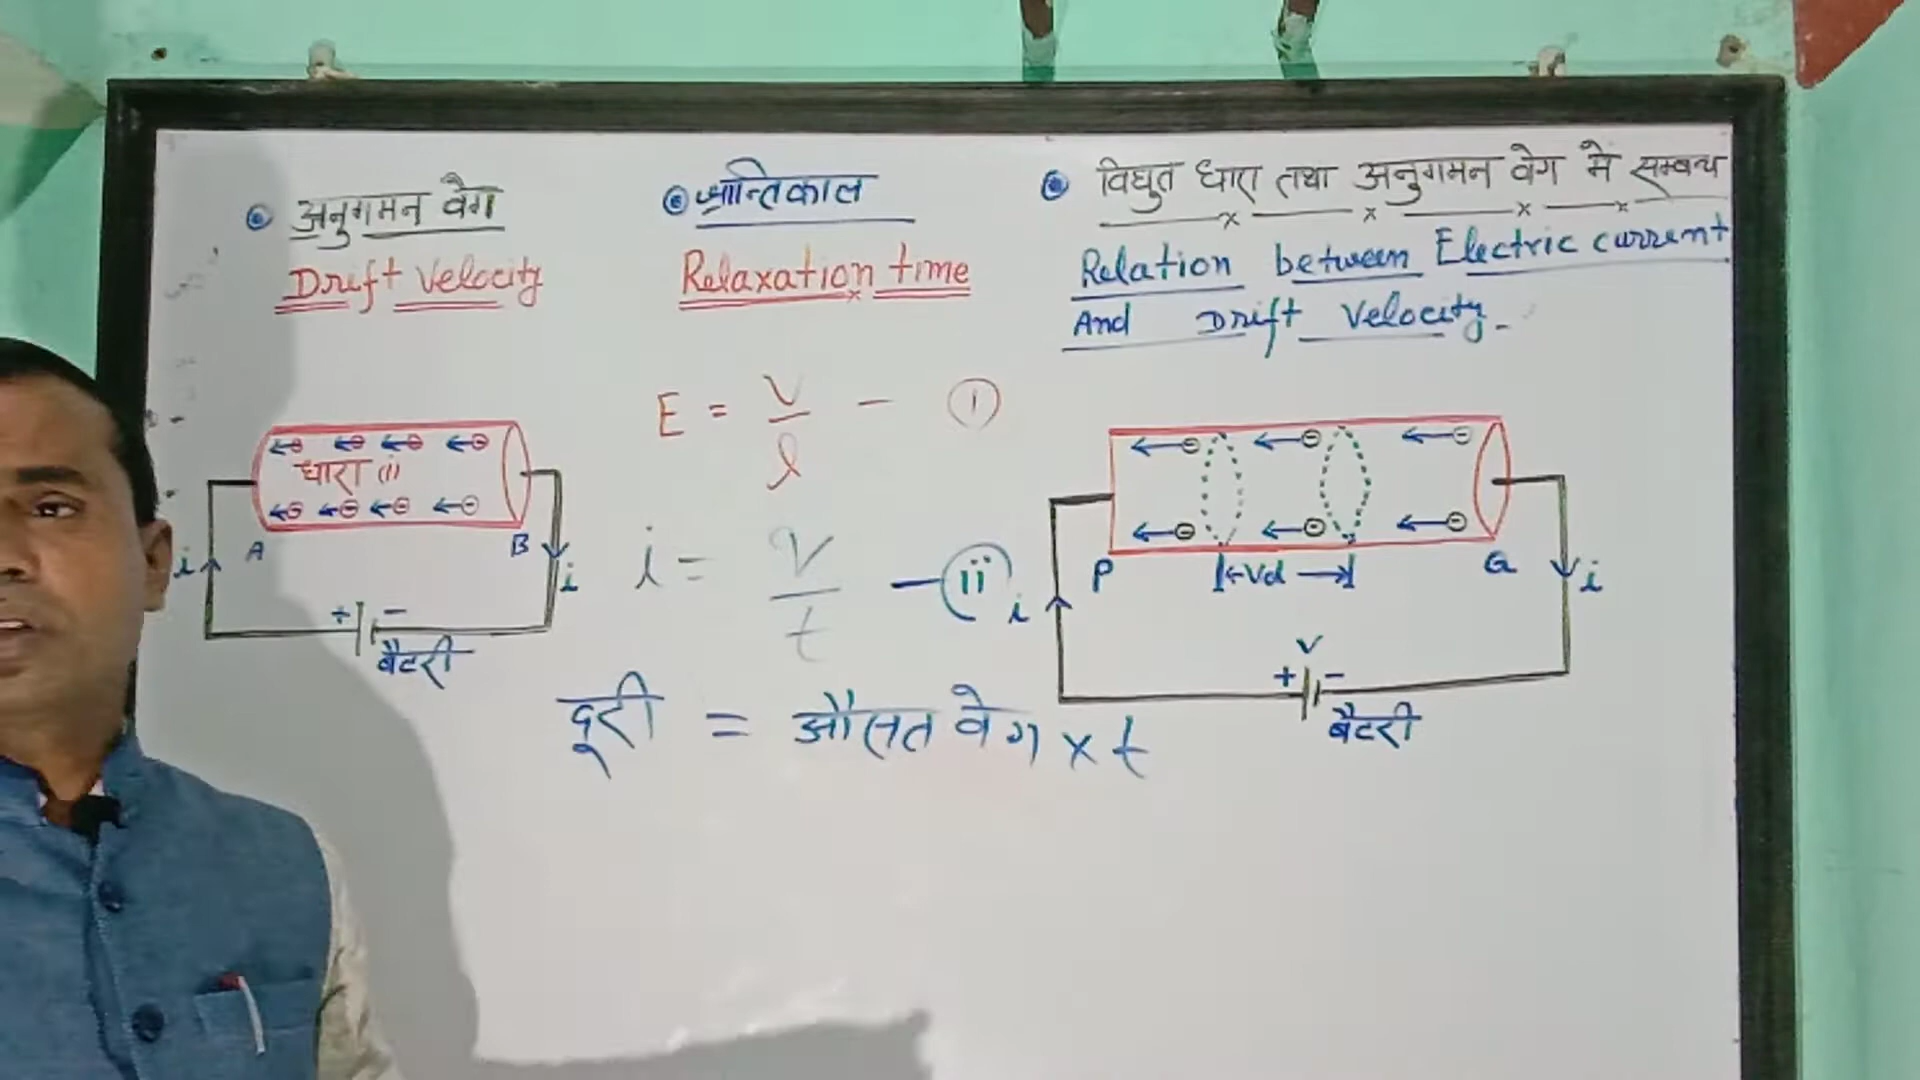 अनुगमन वेग
Drift Velocity
श्रान्तिकाल
Relaxation time
विधुत धारा तथा अनुगमन वेग मे सम्बन्ध
Relation between Electric current
And Drift Velocity -
धारा (i)
A
B
i
i
+ -
बैटरी
E = V/l - (1)
i = q/t - (ii)
दूरी = औसत वेग x t
P
Vd
Q
i
i
V
+ -
बैटरी